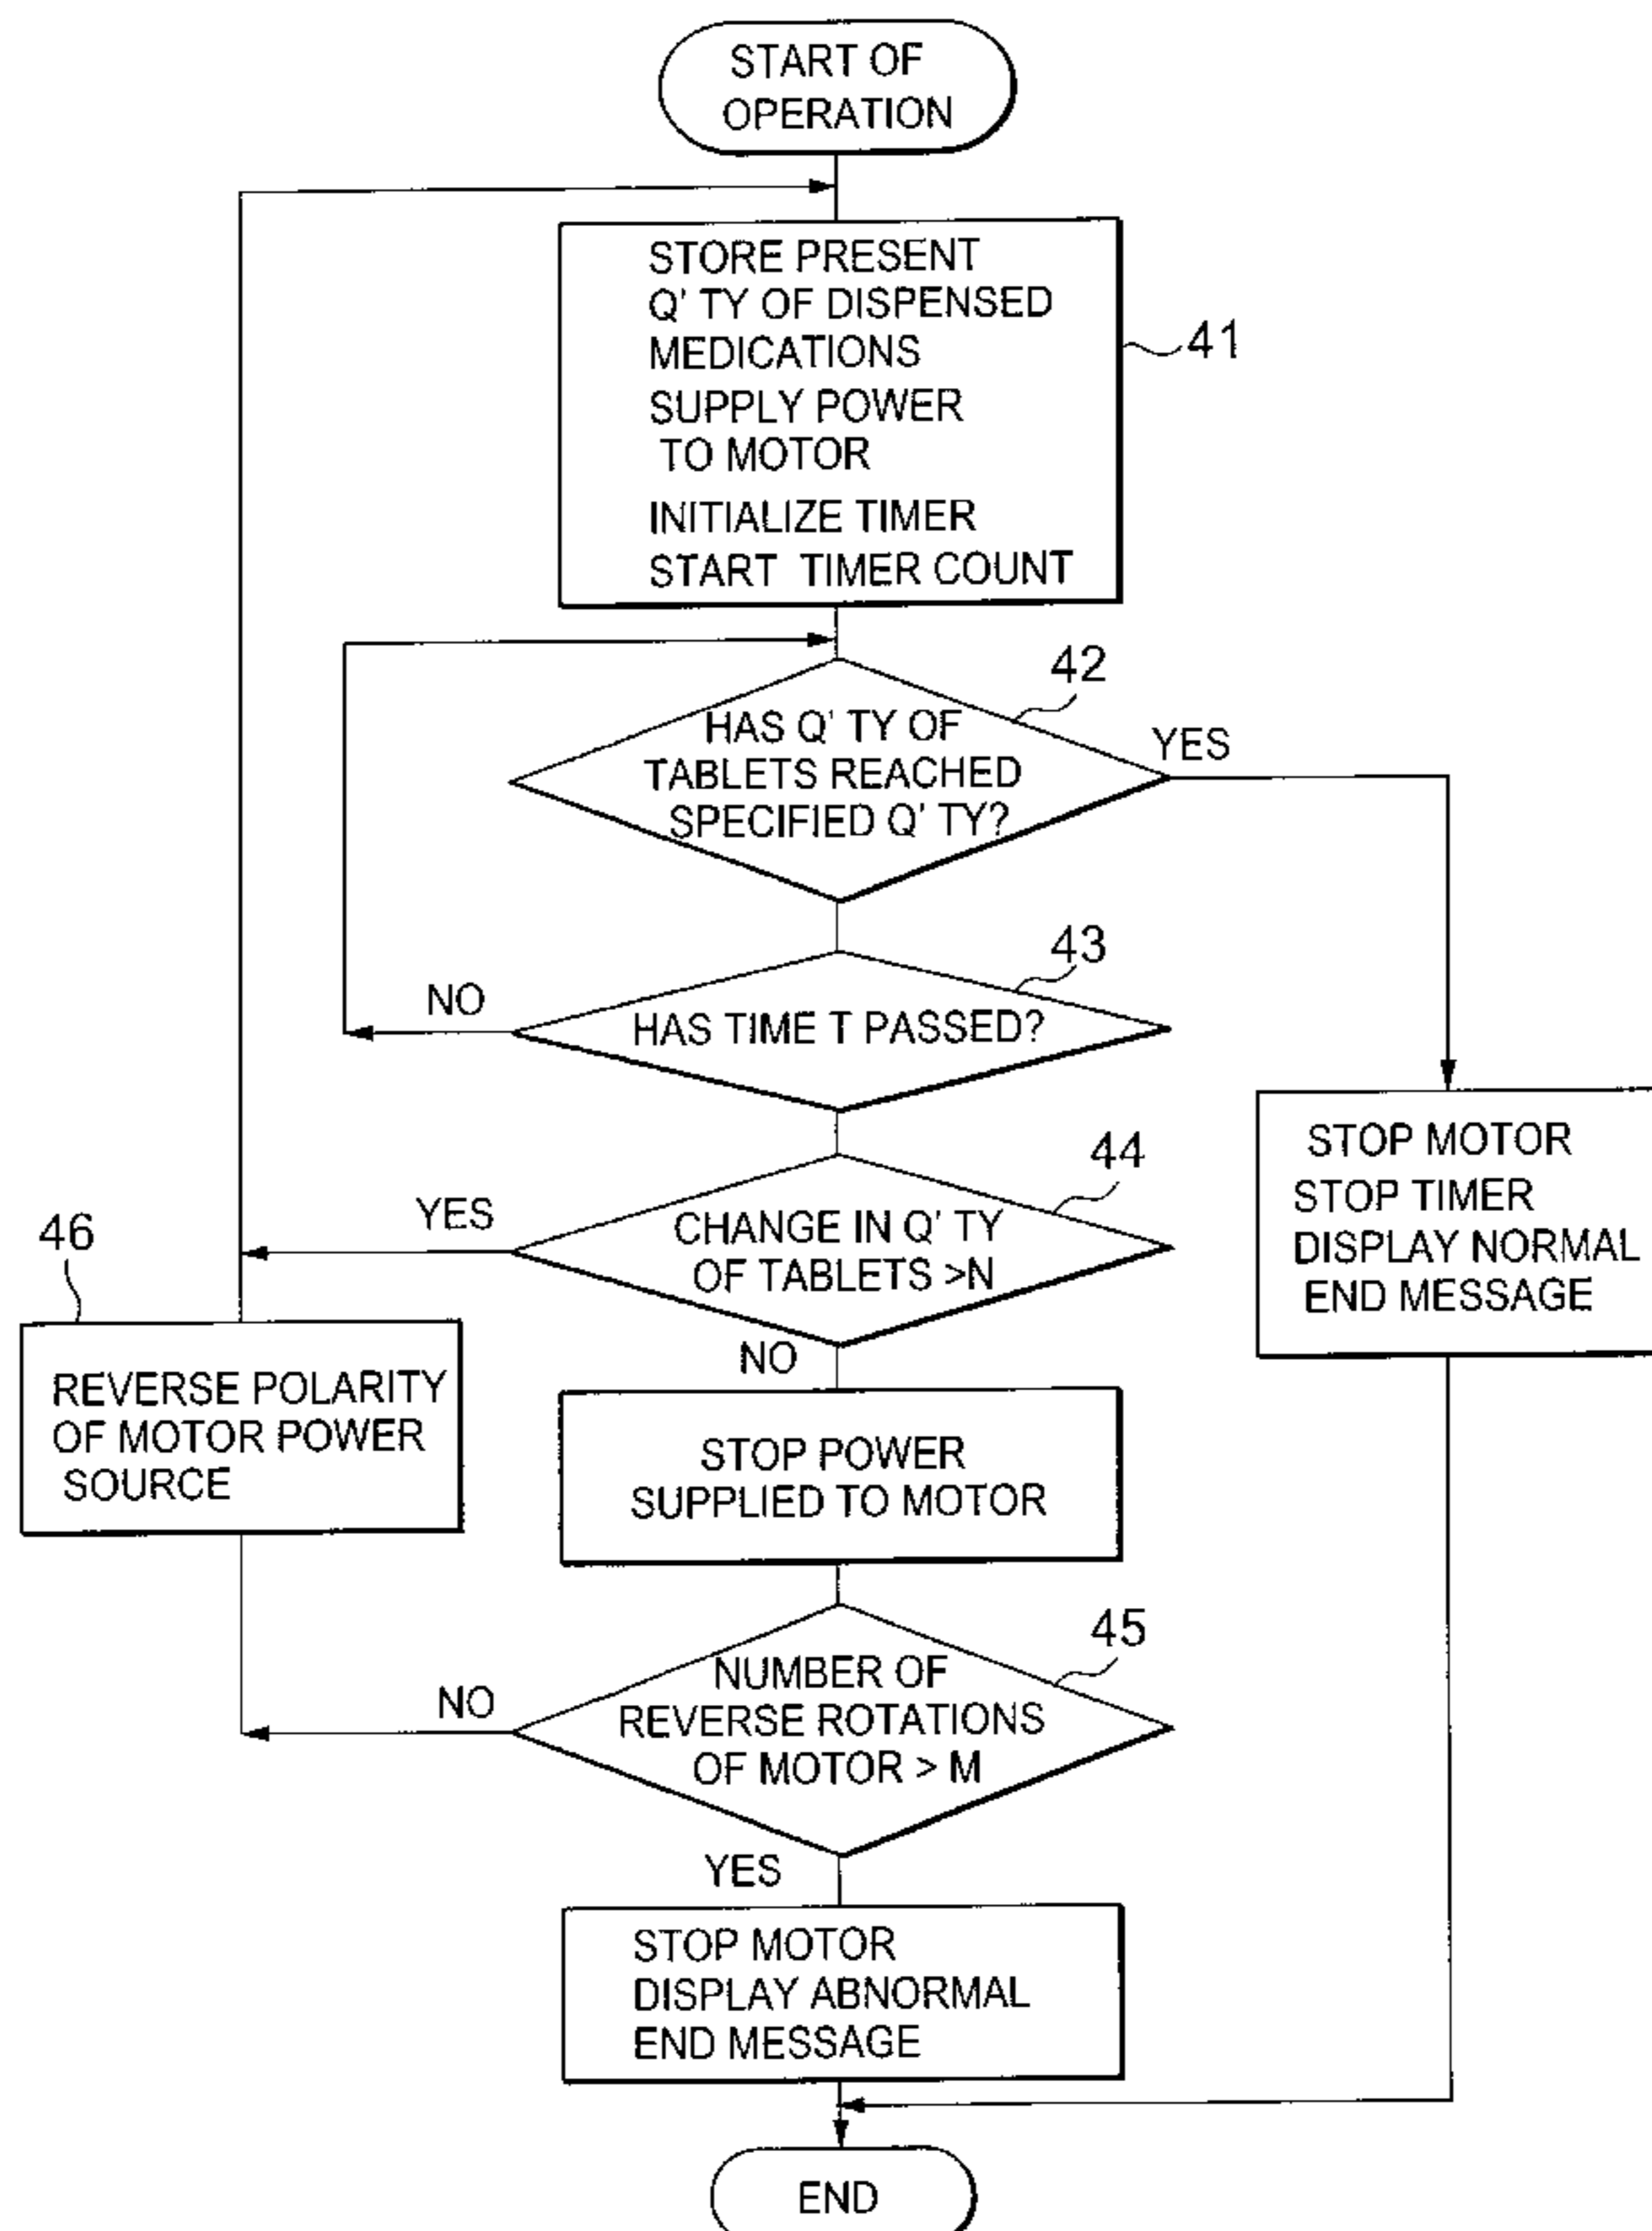 START OF
OPERATION
STORE PRESENT
Q' TY OF DISPENSED
MEDICATIONS
SUPPLY POWER
TO MOTOR
INITIALIZE TIMER
START TIMER COUNT
41
42
HAS Q' TY OF
TABLETS REACHED
SPECIFIED Q' TY?
YES
43
NO
HAS TIME T PASSED?
44
YES
CHANGE IN Q' TY
OF TABLETS >N
NO
STOP MOTOR
STOP TIMER
DISPLAY NORMAL
END MESSAGE
46
REVERSE POLARITY
OF MOTOR POWER
SOURCE
STOP POWER
SUPPLIED TO MOTOR
45
NO
NUMBER OF
REVERSE ROTATIONS
OF MOTOR > M
YES
STOP MOTOR
DISPLAY ABNORMAL
END MESSAGE
END